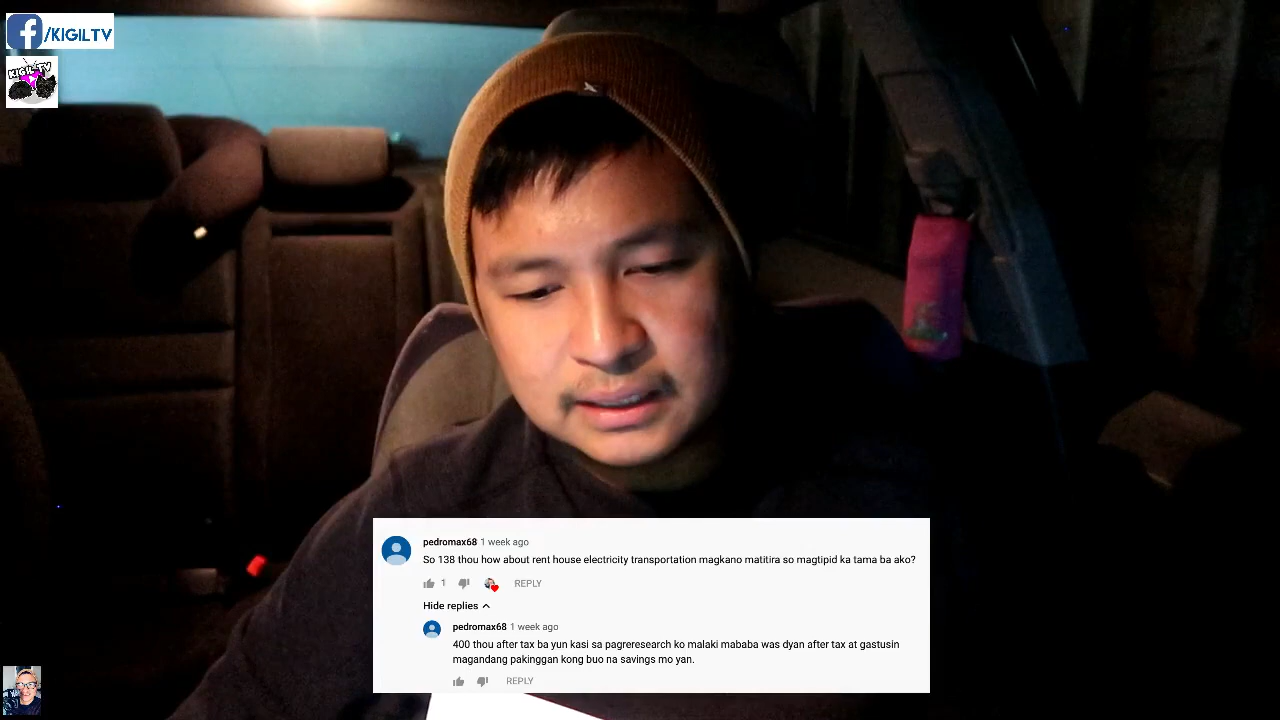 /KIGILTV
KIGIL TV
pedromax68 1 week ago
So 138 thou how about rent house electricity transportation magkano matitira so magtipid ka tama ba ako?
1 REPLY
Hide replies
pedromax68 1 week ago
400 thou after tax ba yun kasi sa pagreresearch ko malaki mababa was dyan after tax at gastusin
magandang pakinggan kong buo na savings mo yan.
REPLY